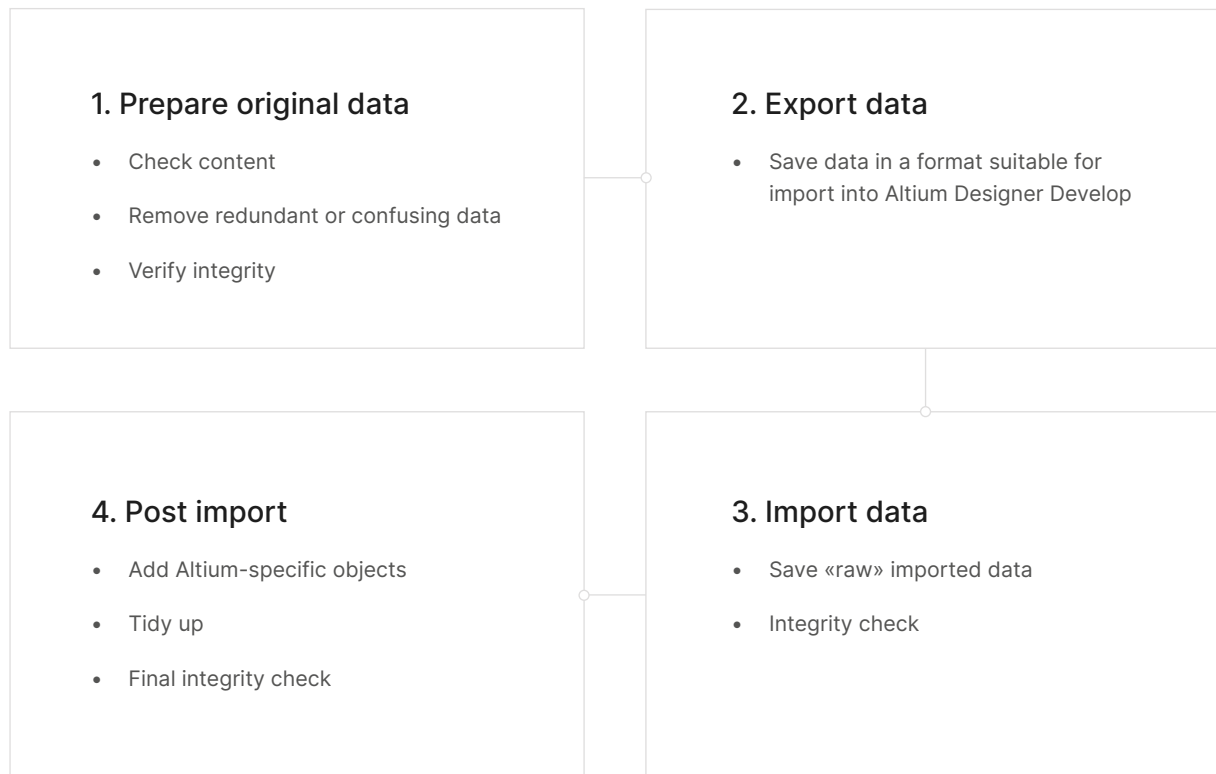 1. Prepare original data
• Check content
• Remove redundant or confusing data
• Verify integrity
2. Export data
• Save data in a format suitable for
import into Altium Designer Develop
3. Import data
• Save «raw» imported data
• Integrity check
4. Post import
• Add Altium-specific objects
• Tidy up
• Final integrity check